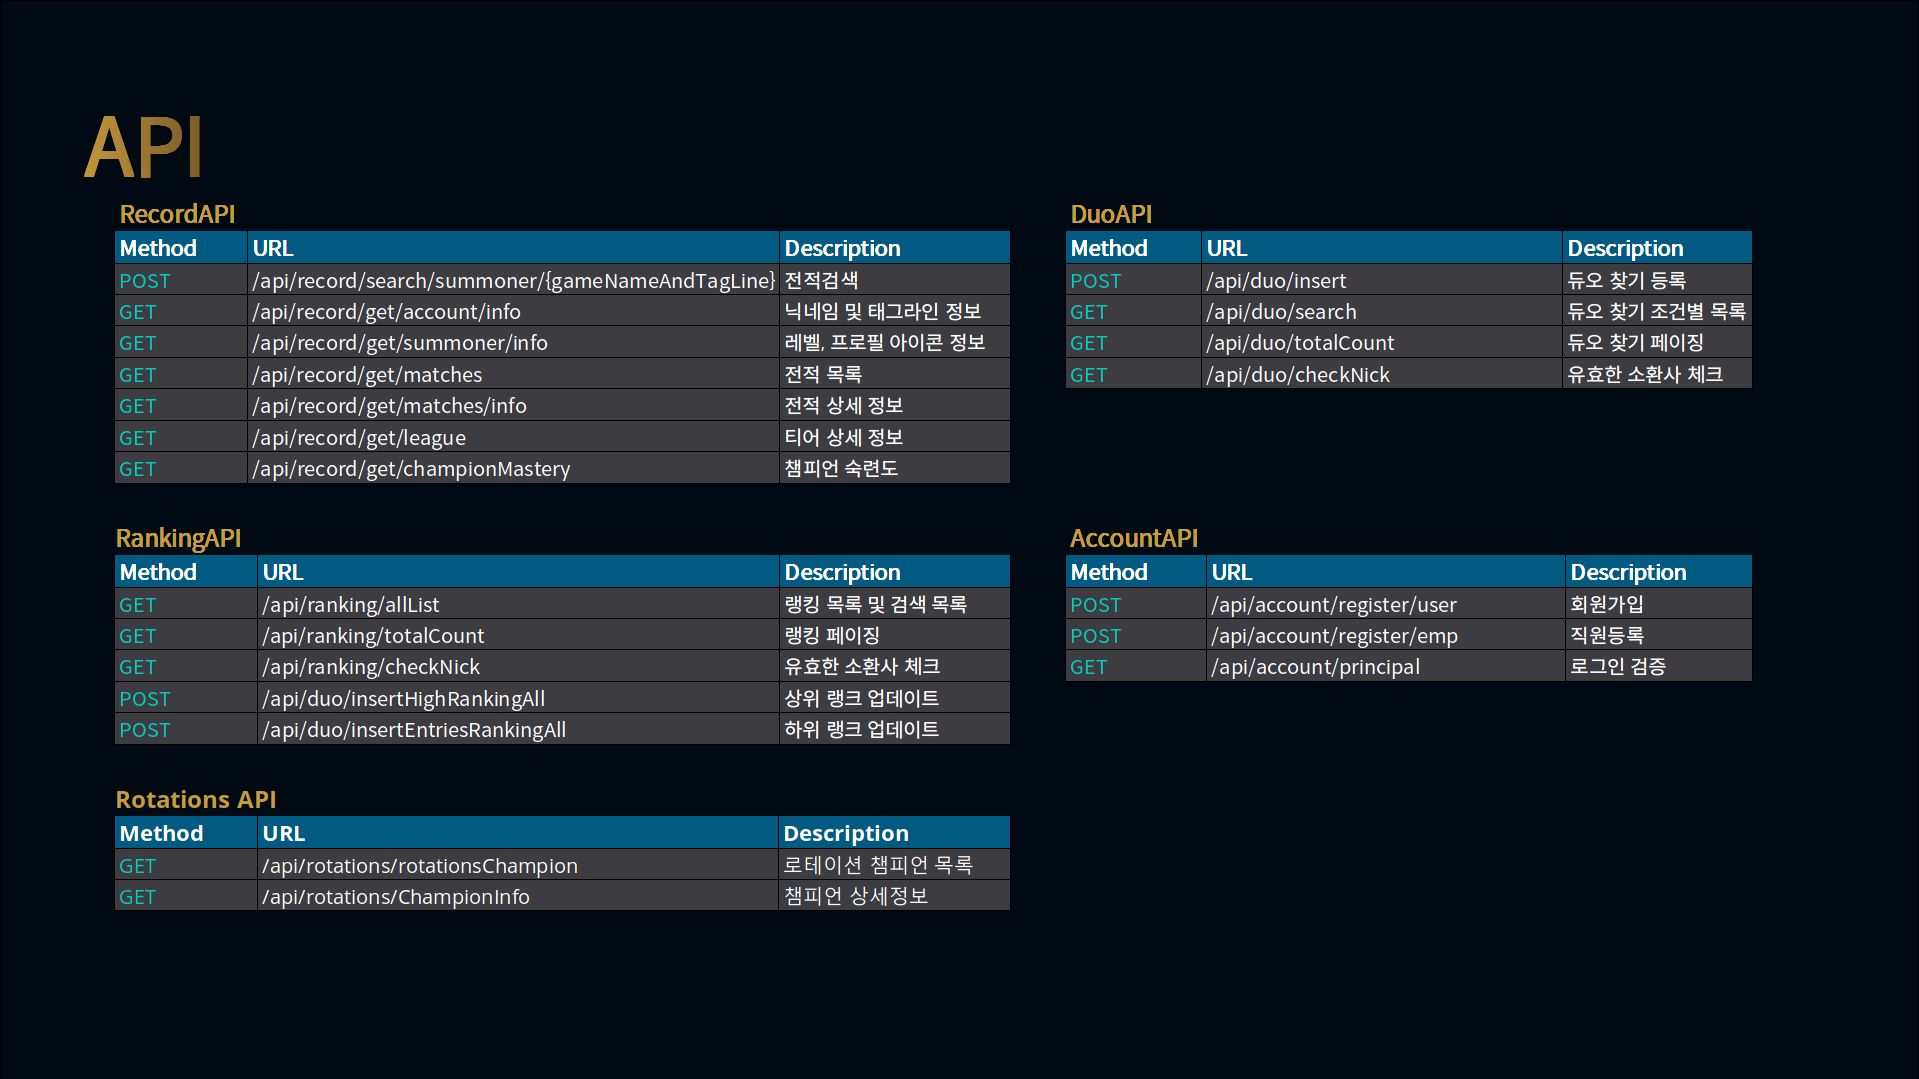 API
RecordAPI
Method URL Description
POST /api/record/search/summoner/{gameNameAndTagLine} 전적검색
GET /api/record/get/account/info 닉네임 및 태그라인 정보
GET /api/record/get/summoner/info 레벨, 프로필 아이콘 정보
GET /api/record/get/matches 전적 목록
GET /api/record/get/matches/info 전적 상세 정보
GET /api/record/get/league 티어 상세 정보
GET /api/record/get/championMastery 챔피언 숙련도
DuoAPI
Method URL Description
POST /api/duo/insert 듀오 찾기 등록
GET /api/duo/search 듀오 찾기 조건별 목록
GET /api/duo/totalCount 듀오 찾기 페이징
GET /api/duo/checkNick 유효한 소환사 체크
RankingAPI
Method URL Description
GET /api/ranking/allList 랭킹 목록 및 검색 목록
GET /api/ranking/totalCount 랭킹 페이징
GET /api/ranking/checkNick 유효한 소환사 체크
POST /api/duo/insertHighRankingAll 상위 랭크 업데이트
POST /api/duo/insertEntriesRankingAll 하위 랭크 업데이트
AccountAPI
Method URL Description
POST /api/account/register/user 회원가입
POST /api/account/register/emp 직원등록
GET /api/account/principal 로그인 검증
Rotations API
Method URL Description
GET /api/rotations/rotationsChampion 로테이션 챔피언 목록
GET /api/rotations/ChampionInfo 챔피언 상세정보